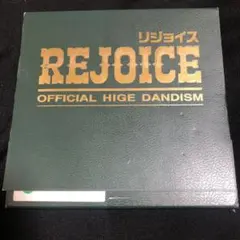 リジョイス
REJOICE
OFFICIAL HIGE DANDISM